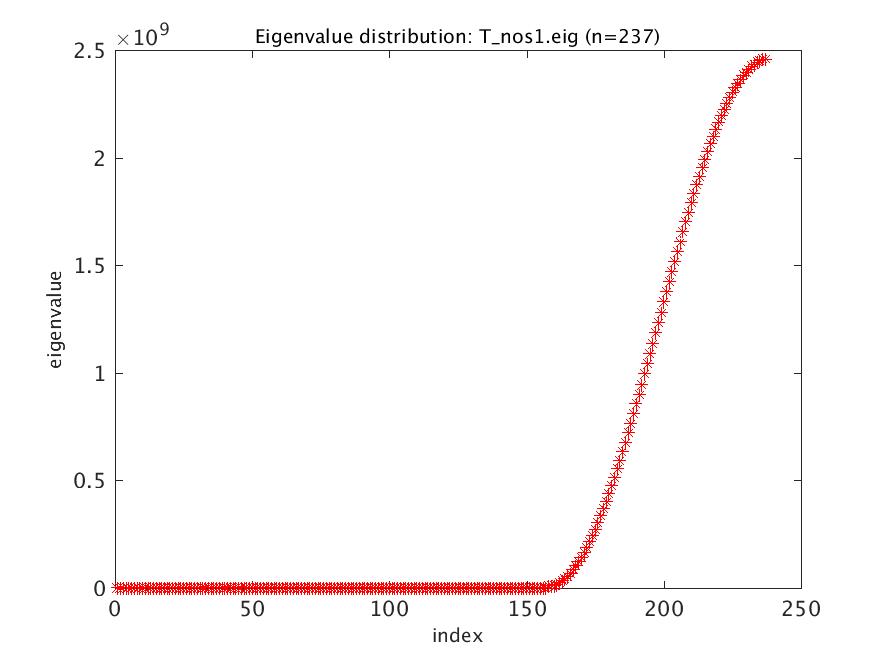 ×10^9
Eigenvalue distribution: T_nos1.eig (n=237)
2.5
2
1.5
1
0.5
0
eigenvalue
0 50 100 150 200 250
index